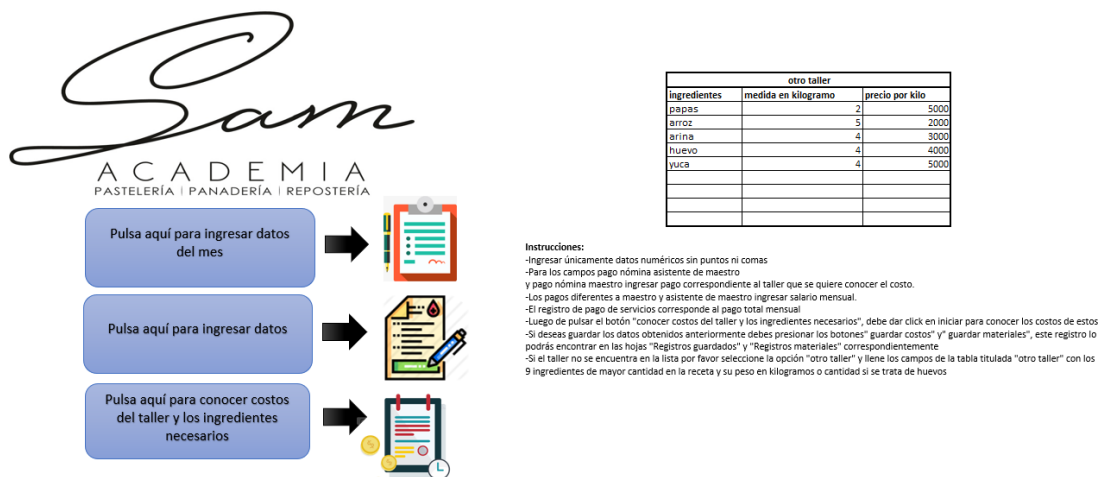 Sam
ACADEMIA
PASTELERÍA | PANADERÍA | REPOSTERÍA
Pulsa aquí para ingresar datos
del mes
Pulsa aquí para ingresar datos
Pulsa aquí para conocer costos
del taller y los ingredientes
necesarios
otro taller
ingredientes medida en kilogramo precio por kilo
papas 2 5000
arroz 5 2000
arina 4 3000
huevo 4 4000
yuca 4 5000
Instrucciones:
-Ingresar únicamente datos numéricos sin puntos ni comas
-Para los campos pago nómina asistente de maestro
y pago nómina maestro ingresar pago correspondiente al taller que se quiere conocer el costo.
-Los pagos diferentes a maestro y asistente de maestro ingresar salario mensual.
-El registro de pago de servicios corresponde al pago total mensual
-Luego de pulsar el botón "conocer costos del taller y los ingredientes necesarios", debe dar click en iniciar para conocer los costos de estos
-Si deseas guardar los datos obtenidos anteriormente debes presionar los botones" guardar costos" y" guardar materiales", este registro lo
podrás encontrar en las hojas "Registros guardados" y "Registros materiales" correspondientemente
-Si el taller no se encuentra en la lista por favor seleccione la opción "otro taller" y llene los campos de la tabla titulada "otro taller" con los
9 ingredientes de mayor cantidad en la receta y su peso en kilogramos o cantidad si se trata de huevos